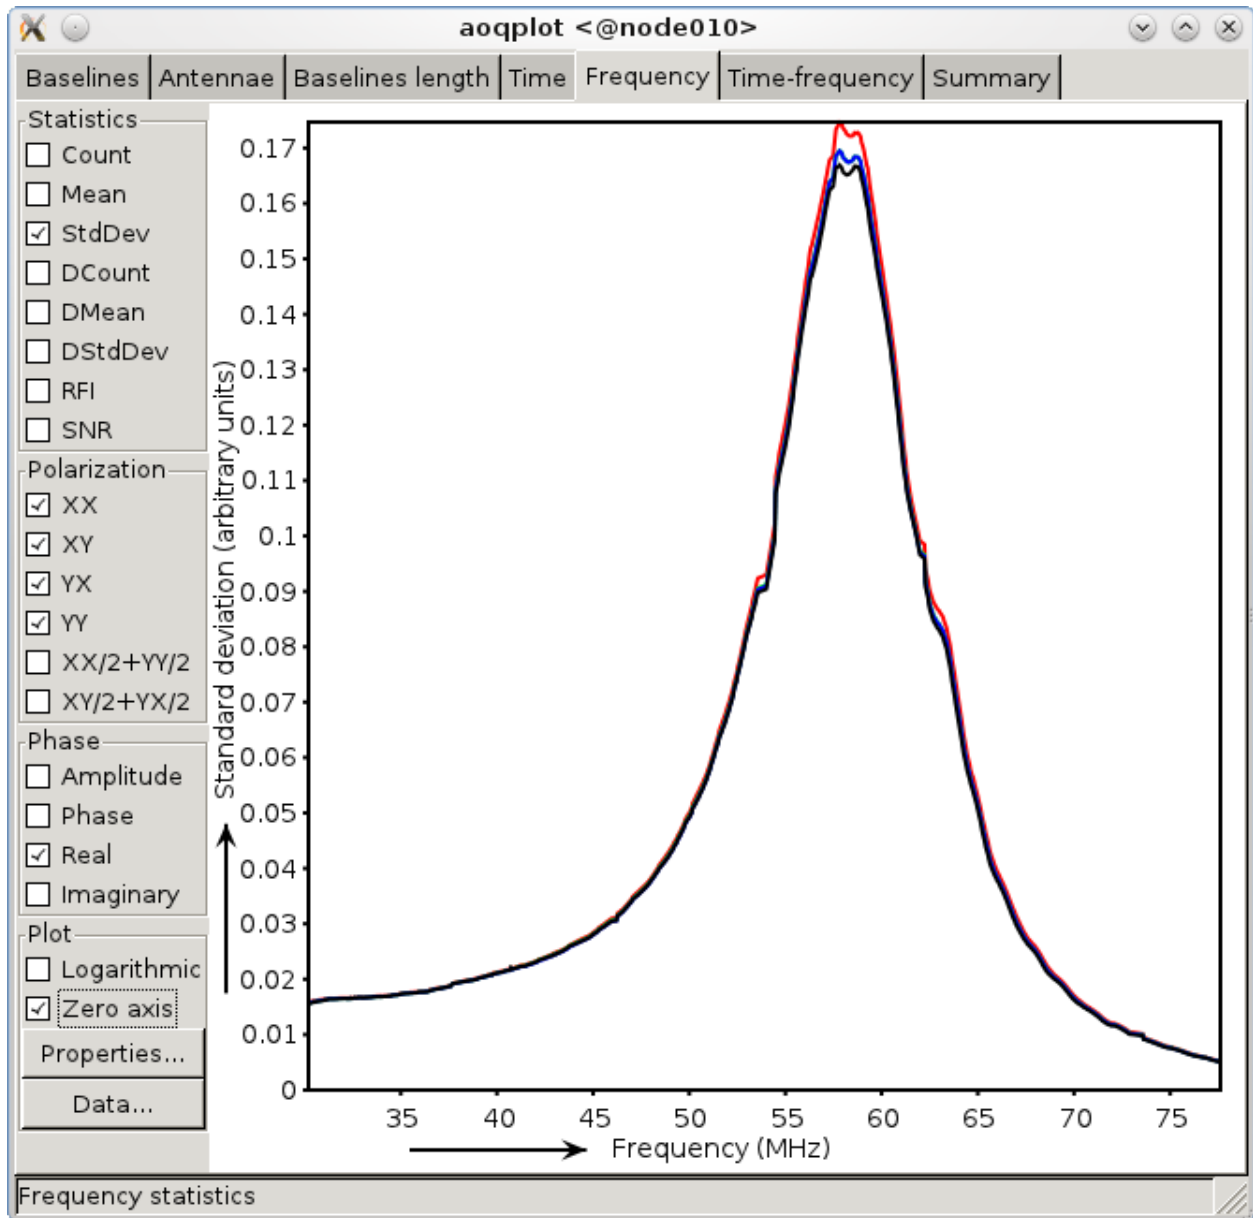 aoqplot <@node010>
Baselines Antennae Baselines length Time Frequency Time-frequency Summary
Statistics
Count
Mean
StdDev
DCount
DMean
DStdDev
RFI
SNR
Polarization
XX
XY
YX
YY
XX/2+YY/2
XY/2+YX/2
Phase
Amplitude
Phase
Real
Imaginary
Plot
Logarithmic
Zero axis
Properties...
Data...
Standard deviation (arbitrary units)
0.17
0.16
0.15
0.14
0.13
0.12
0.11
0.1
0.09
0.08
0.07
0.06
0.05
0.04
0.03
0.02
0.01
0
35 40 45 50 55 60 65 70 75
Frequency (MHz)
Frequency statistics